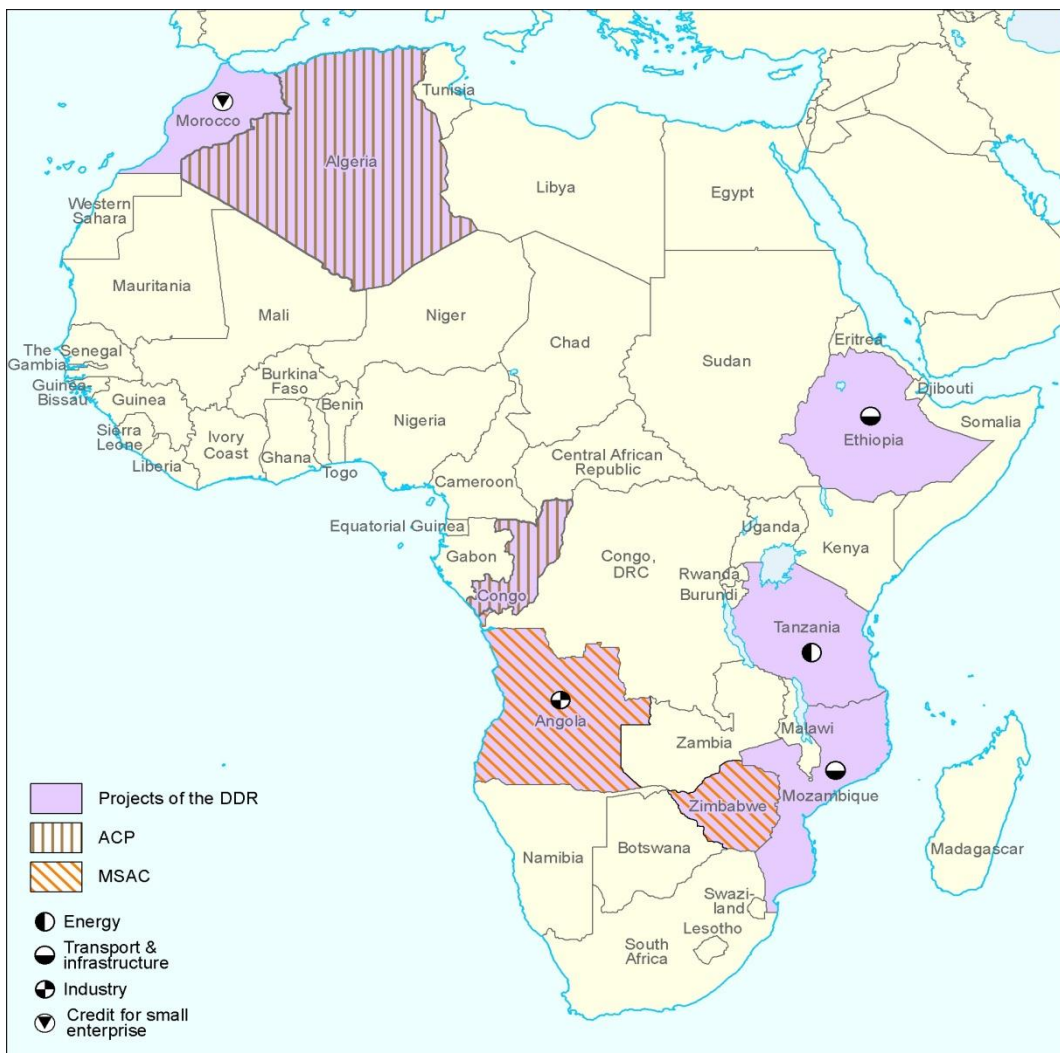 Tunisia
Morocco
Algeria
Libya
Egypt
Western
Sahara
Mauritania
Mali
Niger
Chad
Sudan
Eritrea
The Senegal
Gambia
Guinea-
Bissau
Guinea
Burkina
Faso
Benin
Nigeria
Djibouti
Somalia
Ethiopia
Sierra
Leone
Liberia
Ivory
Coast
Ghana
Togo
Central African
Republic
Cameroon
Equatorial Guinea
Gabon
Congo
Congo,
DRC
Uganda
Kenya
Rwanda
Burundi
Tanzania
Angola
Zambia
Malawi
Mozambique
Zimbabwe
Namibia
Botswana
Madagascar
Swazi-
land
Lesotho
South
Africa
Projects of the DDR
ACP
MSAC
Energy
Transport &
infrastructure
Industry
Credit for small
enterprise